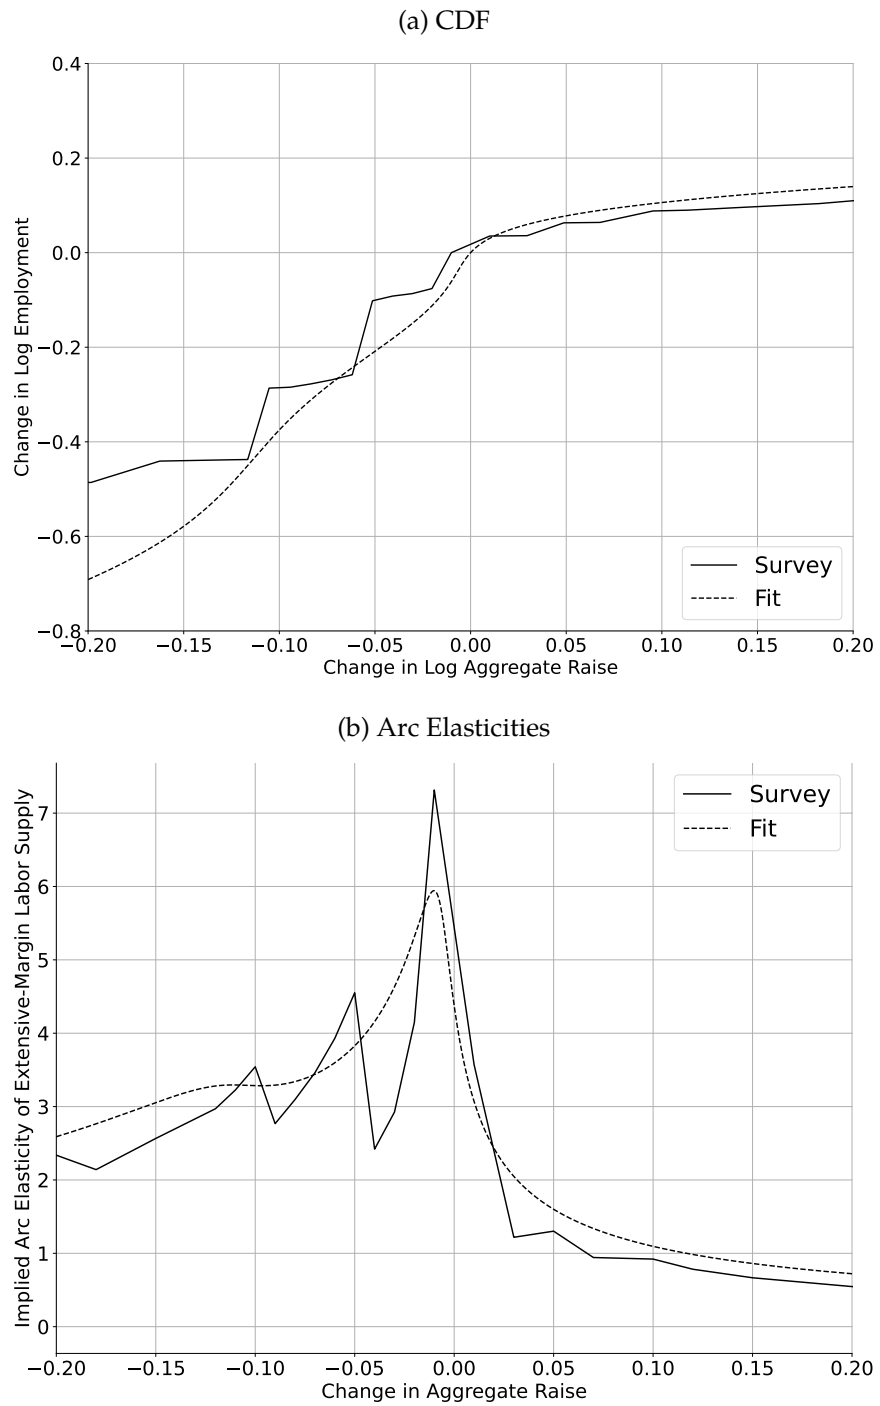 (a) CDF
0.4
0.2
0.0
−0.2
−0.4
−0.6
−0.8
Change in Log Employment
Survey
Fit
−0.20 −0.15 −0.10 −0.05 0.00 0.05 0.10 0.15 0.20
Change in Log Aggregate Raise
(b) Arc Elasticities
7
6
5
4
3
2
1
0
Implied Arc Elasticity of Extensive-Margin Labor Supply
Survey
Fit
−0.20 −0.15 −0.10 −0.05 0.00 0.05 0.10 0.15 0.20
Change in Aggregate Raise